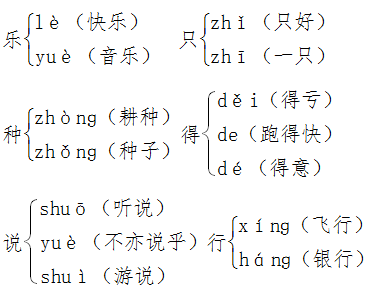 乐 lè（快乐） 只 zhǐ（只好）
yuè（音乐） zhī（一只）
种 zhòng（耕种） 得 děi（得亏）
zhǒng（种子） de（跑得快）
dé（得意）
说 shuō（听说） 行 xíng（飞行）
yuè（不亦说乎） háng（银行）
shuì（游说）